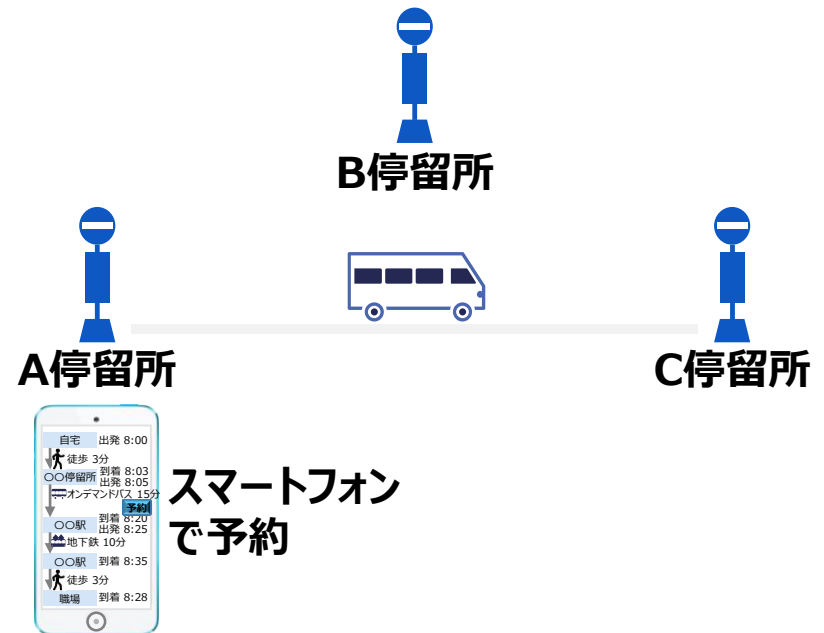 B停留所
A停留所
C停留所
自宅 出発 8:00
徒歩 3分
〇〇停留所 到着 8:03
出発 8:05
オンデマンドバス 15分
予約
〇〇駅 到着 8:20
出発 8:25
地下鉄 10分
〇〇駅 到着 8:35
徒歩 3分
職場 到着 8:28
スマートフォン
で予約